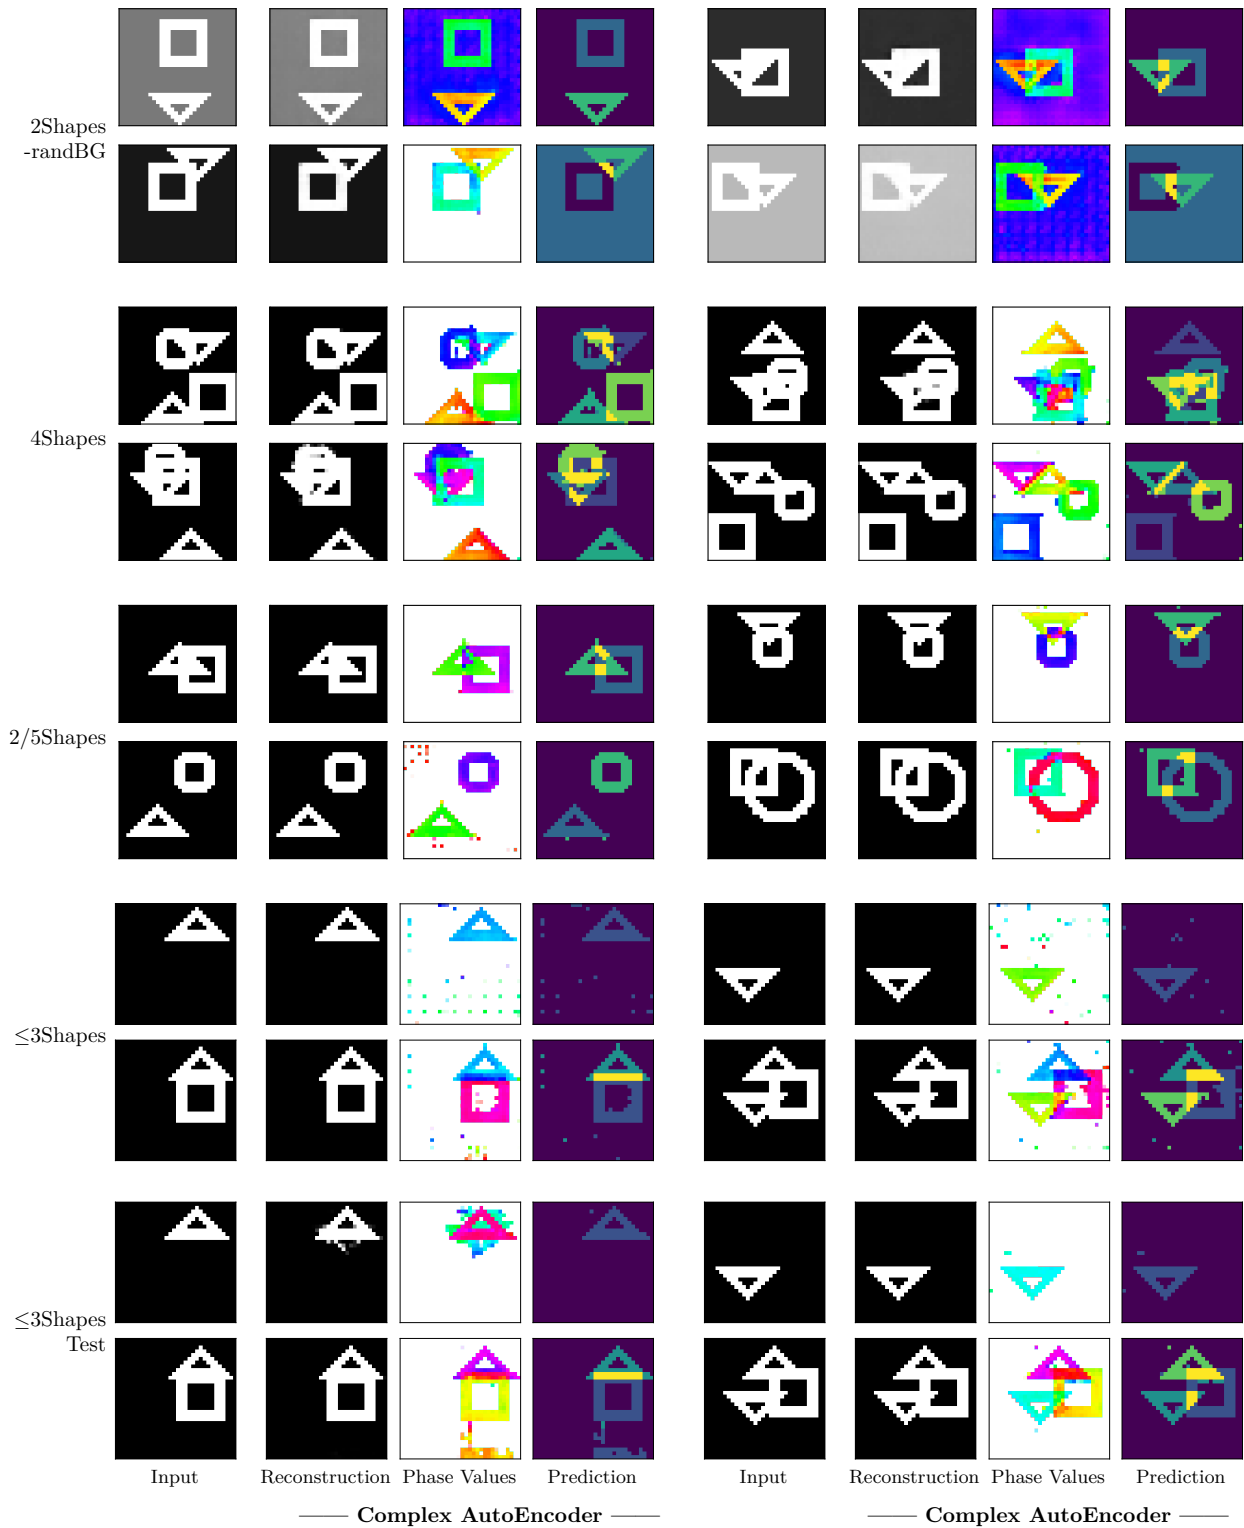 2Shapes
-randBG
4Shapes
2/5Shapes
≤3Shapes
≤3Shapes
Test
Input Reconstruction Phase Values Prediction Input Reconstruction Phase Values Prediction
—— Complex AutoEncoder —— —— Complex AutoEncoder ——